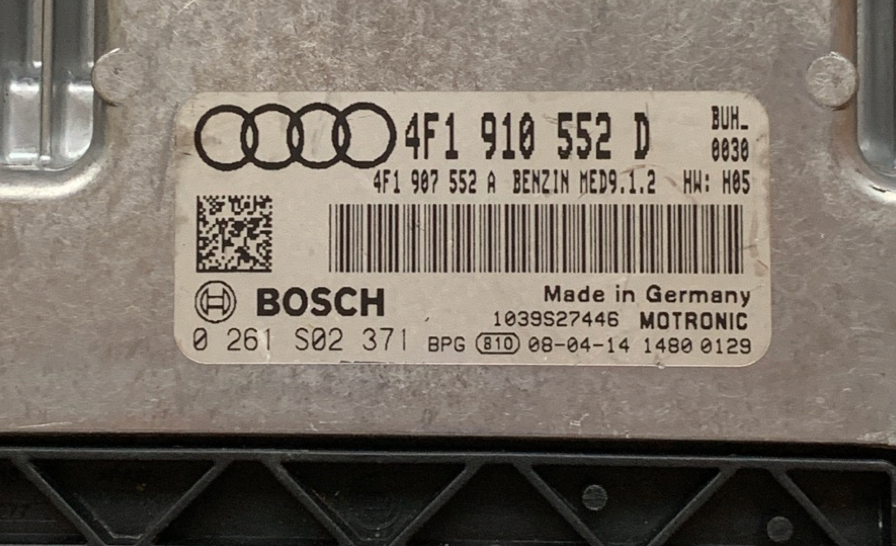 4F1 910 552 D BUH_
0030
4F1 907 552 A BENZIN MED9.1.2 HW: H05
BOSCH Made in Germany
1039S27446 MOTRONIC
0 261 S02 371 BPG 810 08-04-14 1480 0129